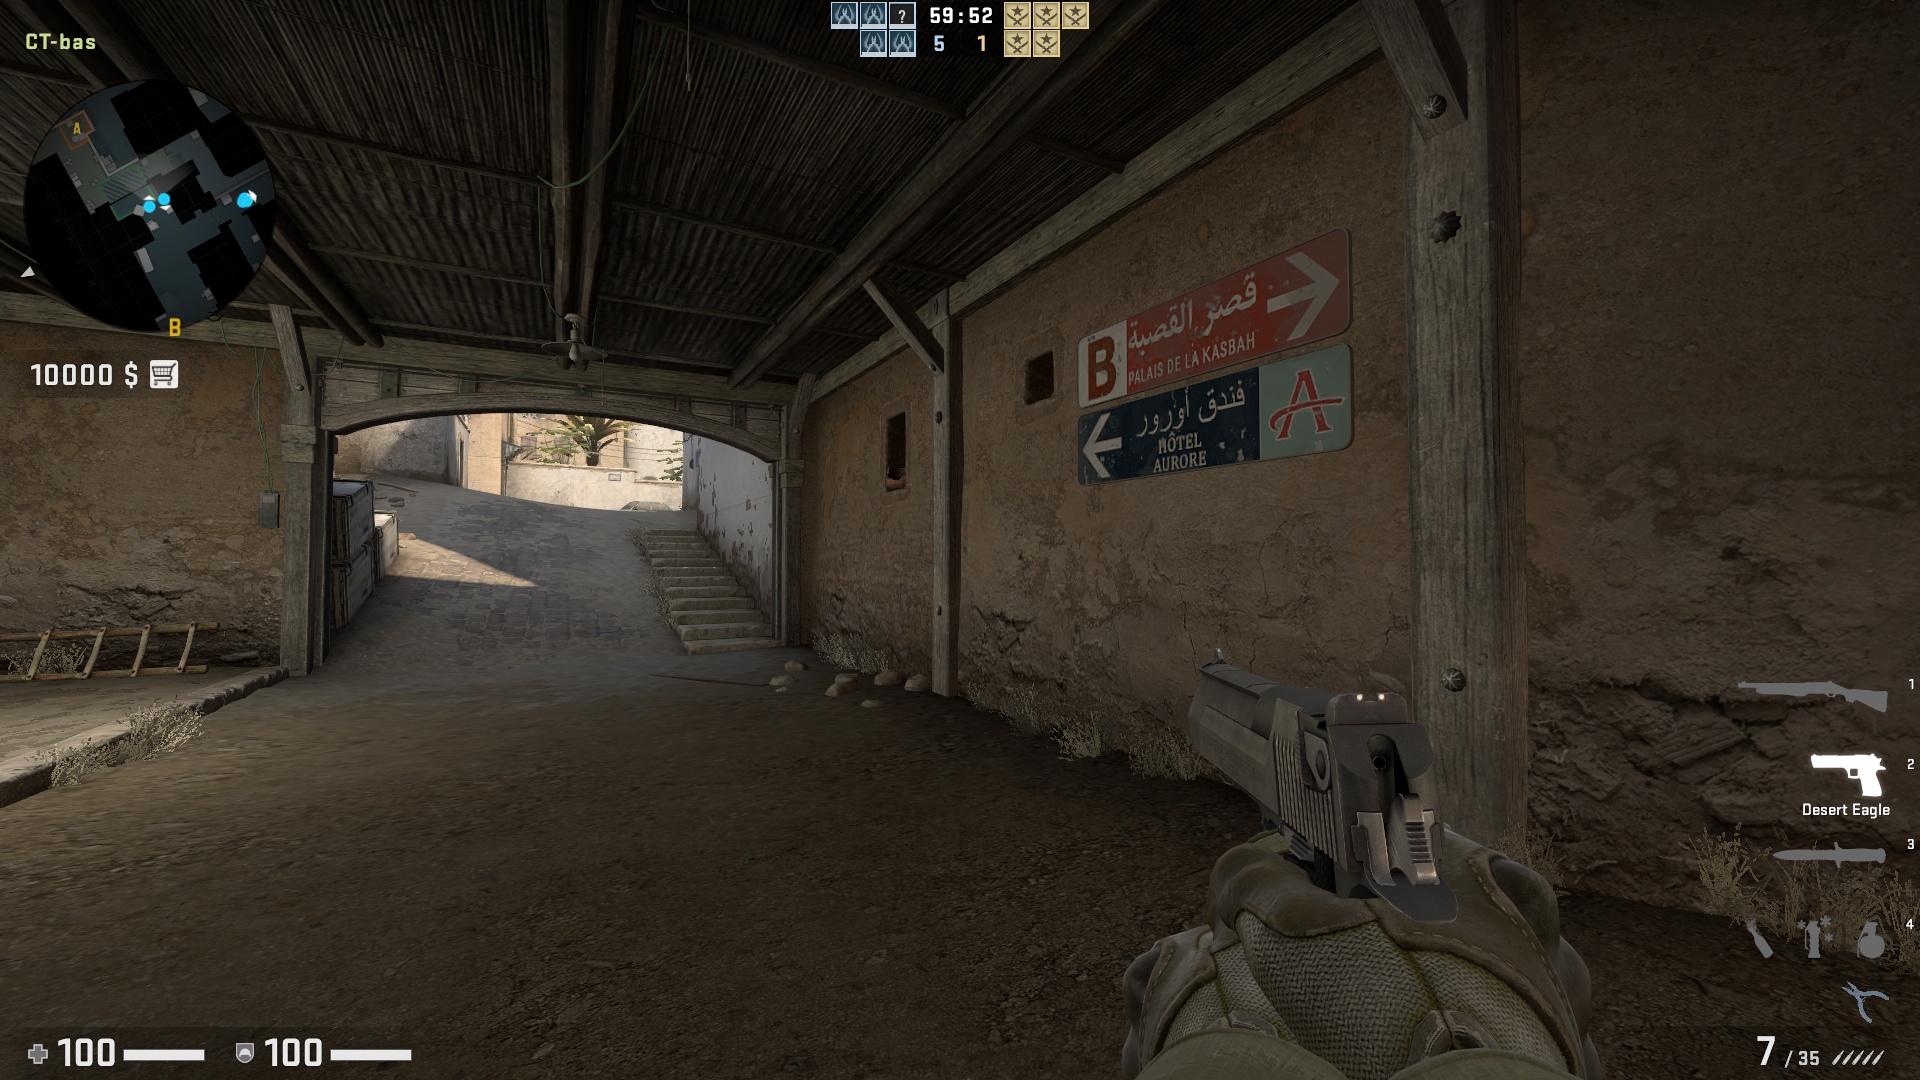 CT-bas
?
59:52
5 1
A
B
10000 $
قصر القصبة
B
PALAIS DE LA KASBAH
فندق أورور
HÔTEL
AURORE
A
1
2
Desert Eagle
3
4
100
100
7 / 35